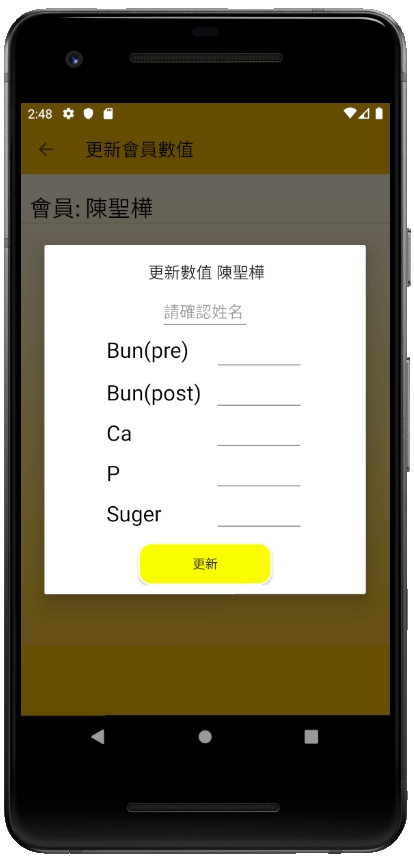 2:48
更新會員數值
會員: 陳聖樺
更新數值 陳聖樺
請確認姓名
Bun(pre)
Bun(post)
Ca
P
Suger
更新